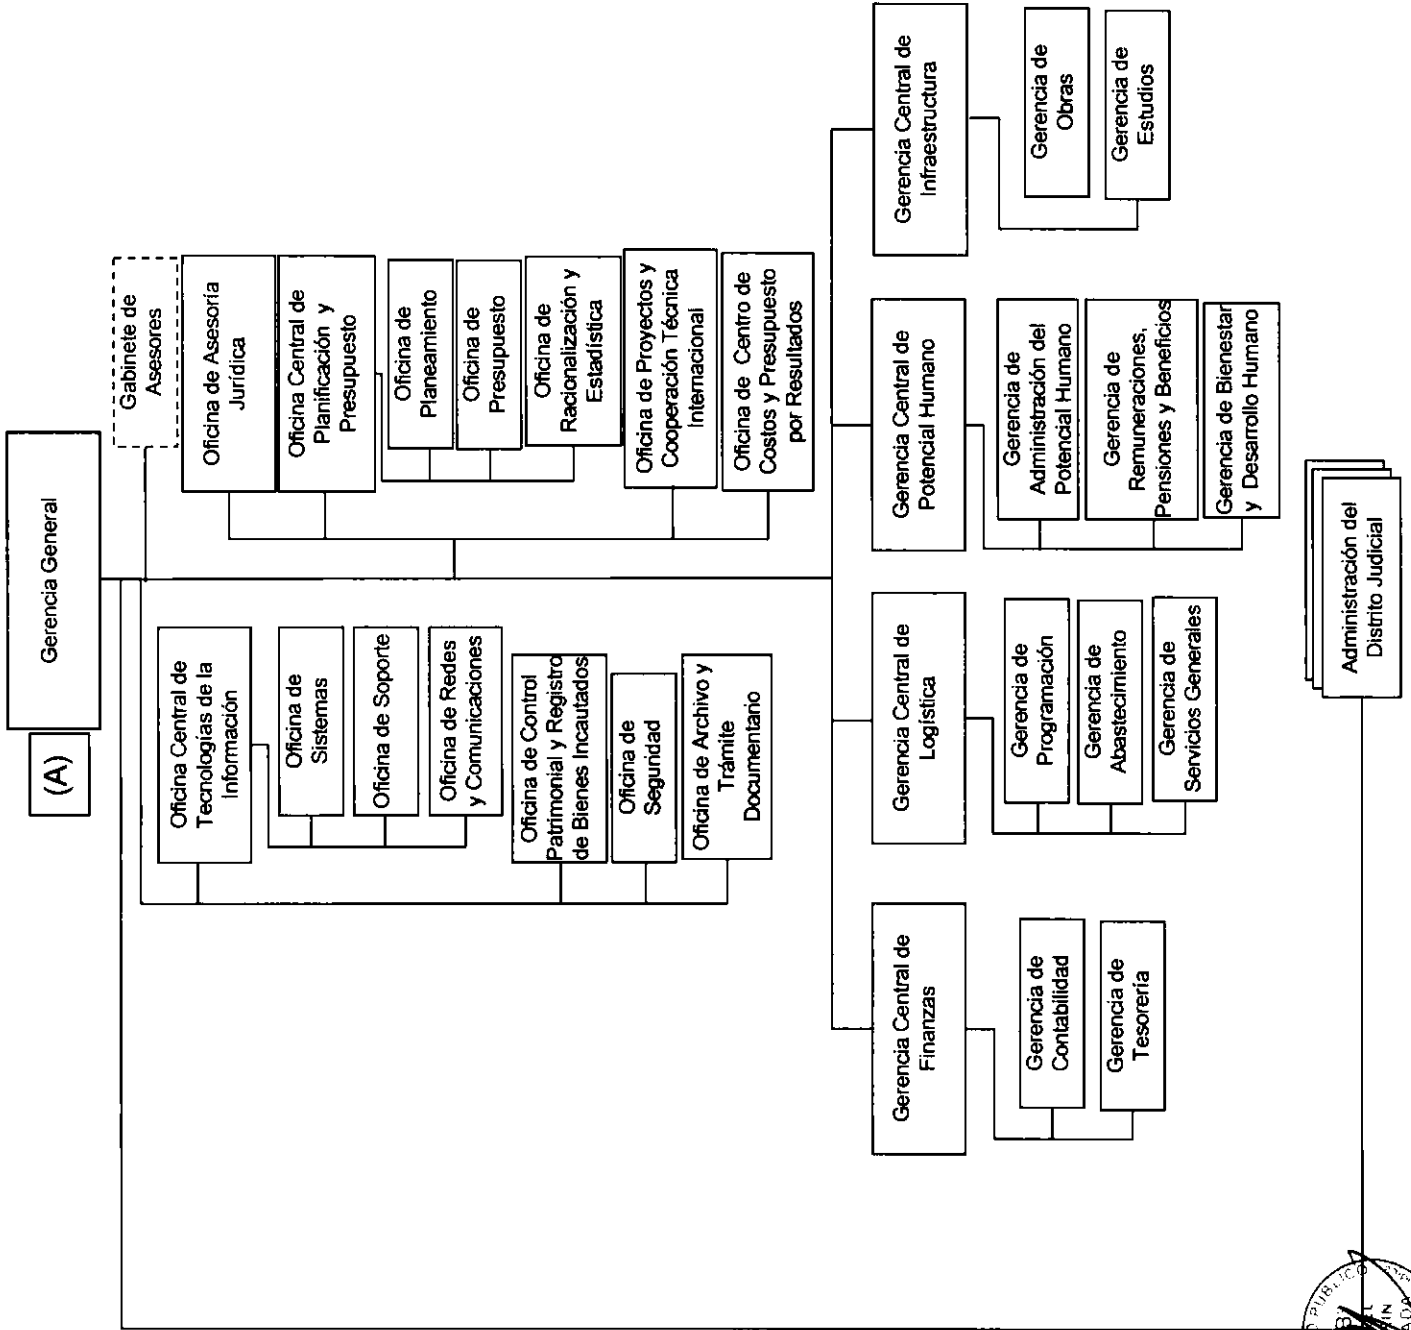 Gerencia General
(A)
Gabinete de
Asesores
Oficina de Asesoría
Jurídica
Oficina Central de
Planificación y
Presupuesto
Oficina de
Planeamiento
Oficina de
Presupuesto
Oficina de
Racionalización y
Estadística
Oficina de Proyectos y
Cooperación Técnica
Internacional
Oficina de Centro de
Costos y Presupuesto
por Resultados
Oficina Central de
Tecnologías de la
Información
Oficina de
Sistemas
Oficina de Soporte
Oficina de Redes
y Comunicaciones
Oficina de Control
Patrimonial y Registro
de Bienes Incautados
Oficina de
Seguridad
Oficina de Archivo y
Trámite
Documentario
Gerencia Central de
Finanzas
Gerencia de
Contabilidad
Gerencia de
Tesorería
Gerencia Central de
Logística
Gerencia de
Programación
Gerencia de
Abastecimiento
Gerencia de
Servicios Generales
Gerencia Central de
Potencial Humano
Gerencia de
Administración del
Potencial Humano
Gerencia de
Remuneraciones,
Pensiones y Beneficios
Gerencia de Bienestar
y Desarrollo Humano
Gerencia Central de
Infraestructura
Gerencia de
Obras
Gerencia de
Estudios
Administración del
Distrito Judicial
PUBLICO